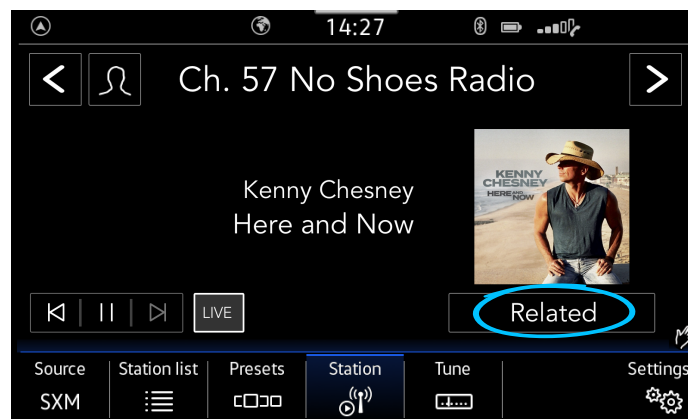 14:27
Ch. 57 No Shoes Radio
Kenny Chesney
Here and Now
KENNY
CHESNEY
HERE AND NOW
LIVE
Related
Source
Station list
Presets
Station
Tune
Settings
SXM